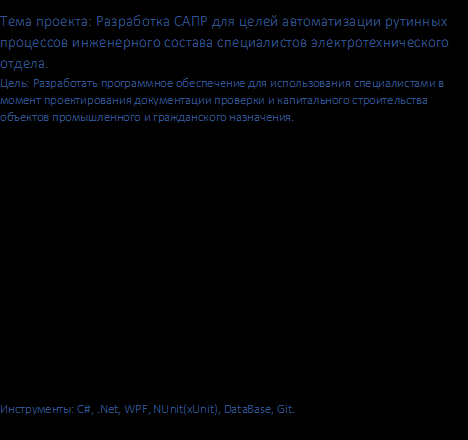 Тема проекта: Разработка САПР для целей автоматизации рутинных
процессов инженерного состава специалистов электротехнического
отдела.
Цель: Разработать программное обеспечение для использования специалистами в
момент проектирования документации проверки и капитального строительства
объектов промышленного и гражданского назначения.
Инструменты: C#, .Net, WPF, NUnit(xUnit), DataBase, Git.